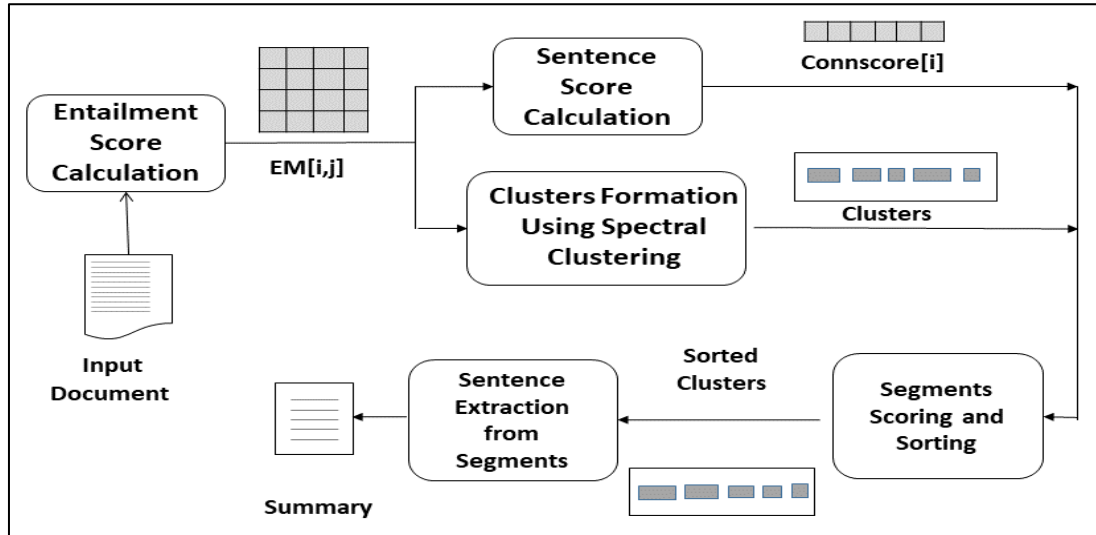 Entailment
Score
Calculation
EM[i,j]
Sentence
Score
Calculation
Connscore[i]
Clusters Formation
Using Spectral
Clustering
Clusters
Input
Document
Segments
Scoring and
Sorting
Sorted
Clusters
Sentence
Extraction
from
Segments
Summary